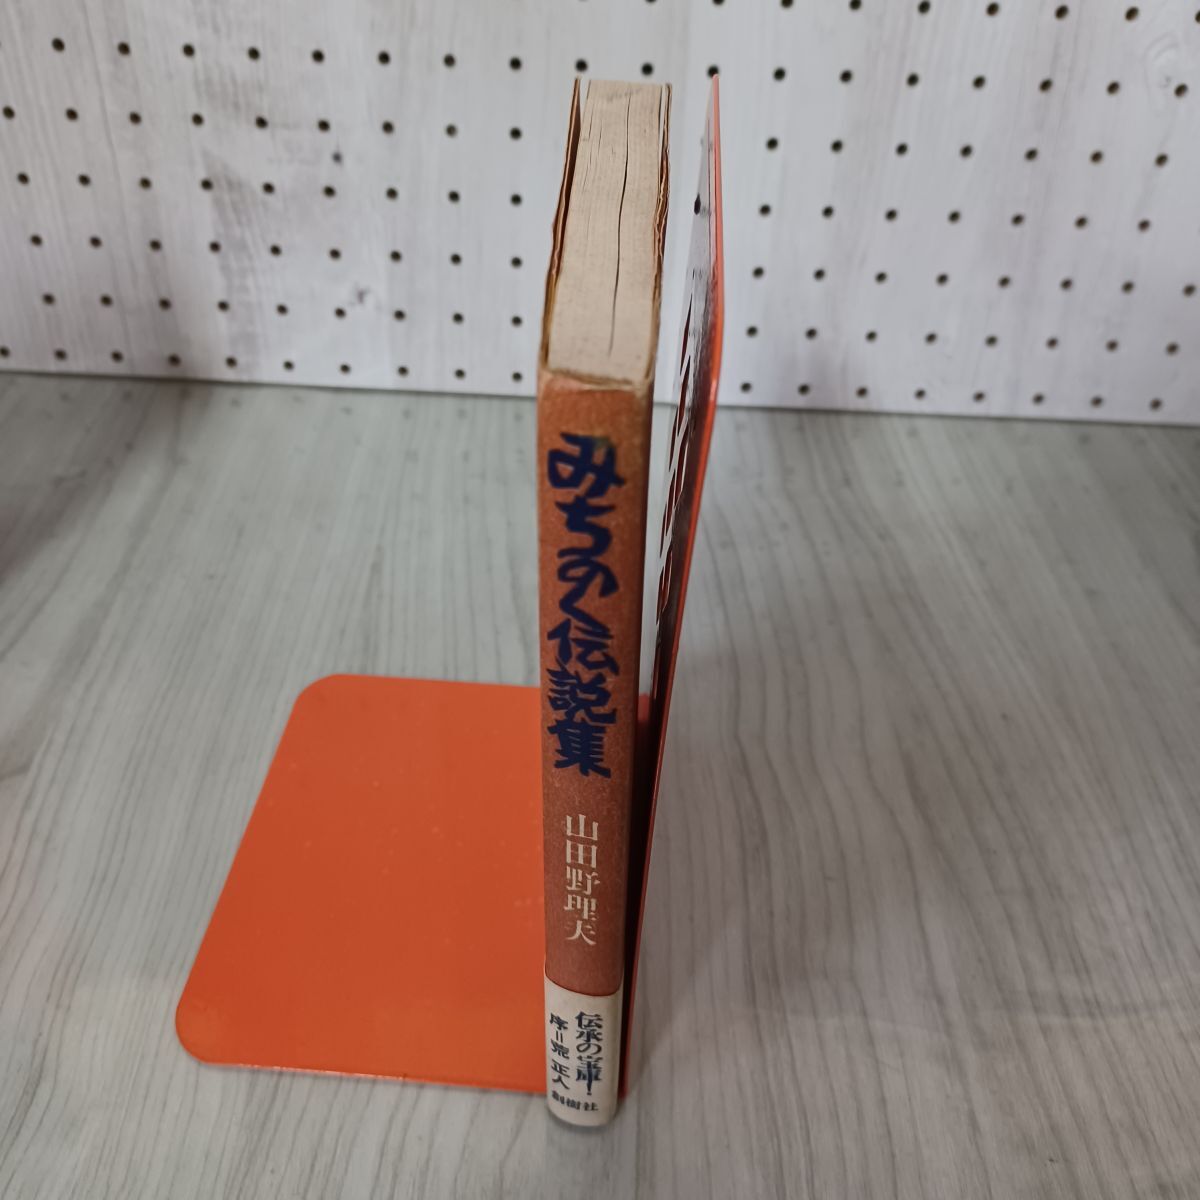 みちのく伝説集
山田野理夫
伝承の宝庫!
序=荒 正人
創樹社